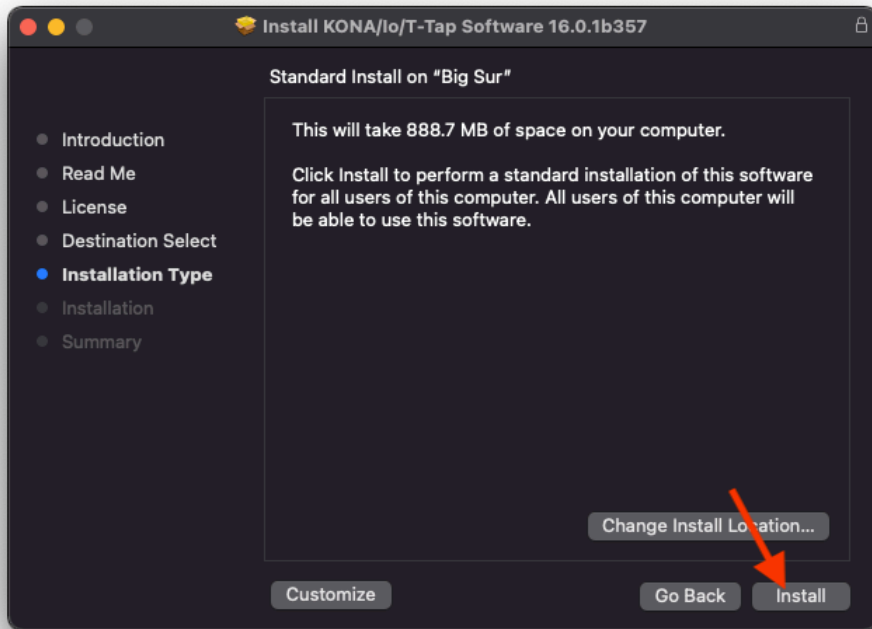 Install KONA/Io/T-Tap Software 16.0.1b357
Standard Install on “Big Sur”
Introduction
Read Me
License
Destination Select
Installation Type
Installation
Summary
This will take 888.7 MB of space on your computer.
Click Install to perform a standard installation of this software
for all users of this computer. All users of this computer will
be able to use this software.
Change Install Location...
Customize
Go Back
Install